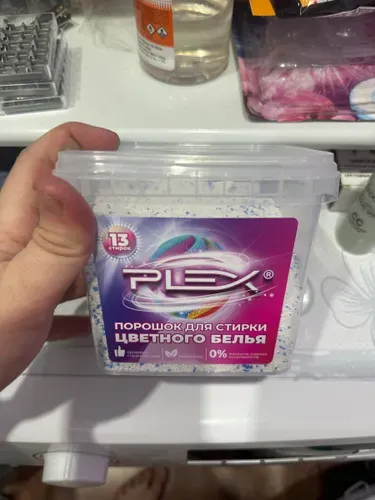 13
стирок
PLEX®
ПОРОШОК ДЛЯ СТИРКИ
ЦВЕТНОГО БЕЛЬЯ
0%